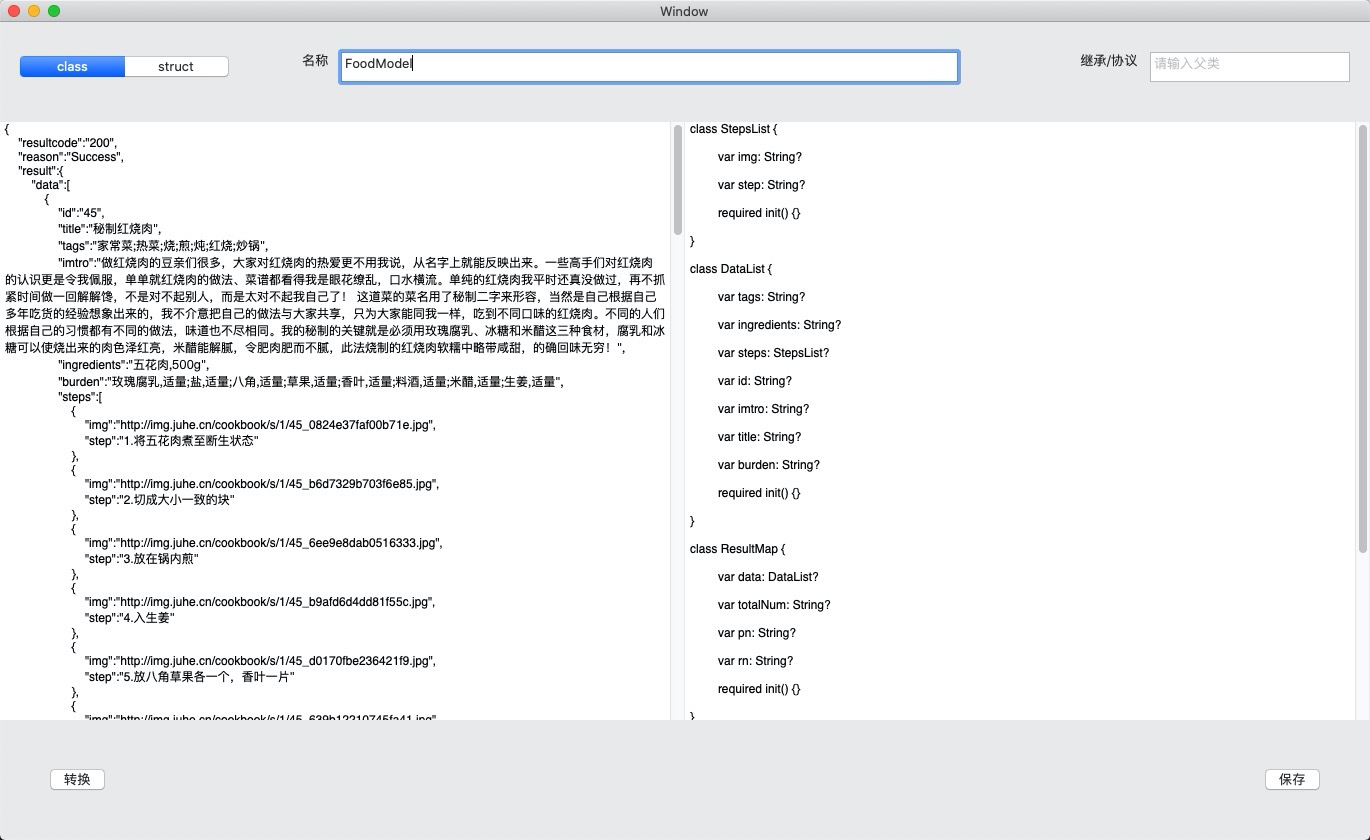 Window
class
struct
名称
FoodModel
继承/协议
请输入父类
{
"resultcode":"200",
"reason":"Success",
"result":{
"data":[
{
"id":"45",
"title":"秘制红烧肉",
"tags":"家常菜;热菜;烧;煎;炖;红烧;炒锅",
"imtro":"做红烧肉的豆亲们很多，大家对红烧肉的热爱更不用我说，从名字上就能反映出来。一些高手们对红烧肉
的认识更是令我佩服，单单就红烧肉的做法、菜谱都看得我是眼花缭乱，口水横流。单纯的红烧肉我平时还真没做过，再不抓
紧时间做一回解解馋，不是对不起别人，而是太对不起我自己了！ 这道菜的菜名用了秘制二字来形容，当然是自己根据自己
多年吃货的经验想象出来的，我不介意把自己的做法与大家共享，只为大家能同我一样，吃到不同口味的红烧肉。不同的人们
根据自己的习惯都有不同的做法，味道也不尽相同。我的秘制的关键就是必须用玫瑰腐乳、冰糖和米醋这三种食材，腐乳和冰
糖可以使烧出来的肉色泽红亮，米醋能解腻，令肥肉肥而不腻，此法烧制的红烧肉软糯中略带咸甜，的确回味无穷！",
"ingredients":"五花肉,500g",
"burden":"玫瑰腐乳,适量;盐,适量;八角,适量;草果,适量;香叶,适量;料酒,适量;米醋,适量;生姜,适量",
"steps":[
{
"img":"http://img.juhe.cn/cookbook/s/1/45_0824e37faf00b71e.jpg",
"step":"1.将五花肉煮至断生状态"
},
{
"img":"http://img.juhe.cn/cookbook/s/1/45_b6d7329b703f6e85.jpg",
"step":"2.切成大小一致的块"
},
{
"img":"http://img.juhe.cn/cookbook/s/1/45_6ee9e8dab0516333.jpg",
"step":"3.放在锅内煎"
},
{
"img":"http://img.juhe.cn/cookbook/s/1/45_b9afd6d4dd81f55c.jpg",
"step":"4.入生姜"
},
{
"img":"http://img.juhe.cn/cookbook/s/1/45_d0170fbe236421f9.jpg",
"step":"5.放八角草果各一个，香叶一片"
},
{
"img":"http://img.juhe.cn/cookbook/s/1/45_639b12210745fa41.jpg"
class StepsList {
var img: String?
var step: String?
required init() {}
}
class DataList {
var tags: String?
var ingredients: String?
var steps: StepsList?
var id: String?
var imtro: String?
var title: String?
var burden: String?
required init() {}
}
class ResultMap {
var data: DataList?
var totalNum: String?
var pn: String?
var rn: String?
required init() {}
}
转换
保存